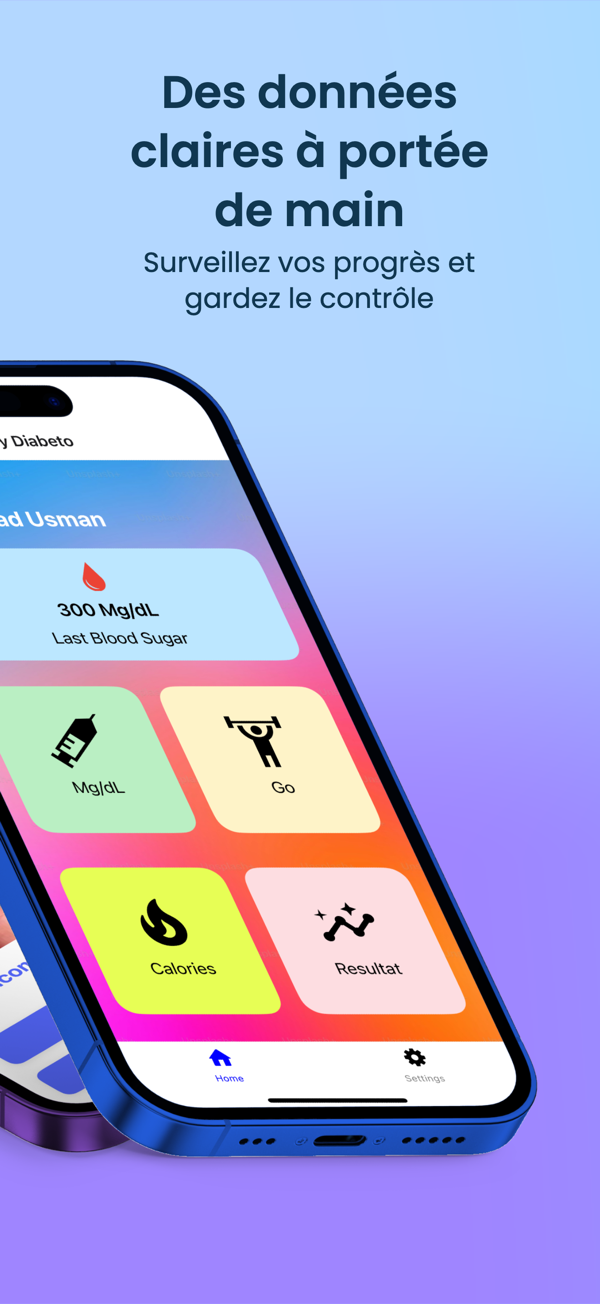 Des données
claires à portée
de main
Surveillez vos progrès et
gardez le contrôle
y Diabeto
ad Usman
300 Mg/dL
Last Blood Sugar
Mg/dL
Go
Calories
Resultat
Home
Settings